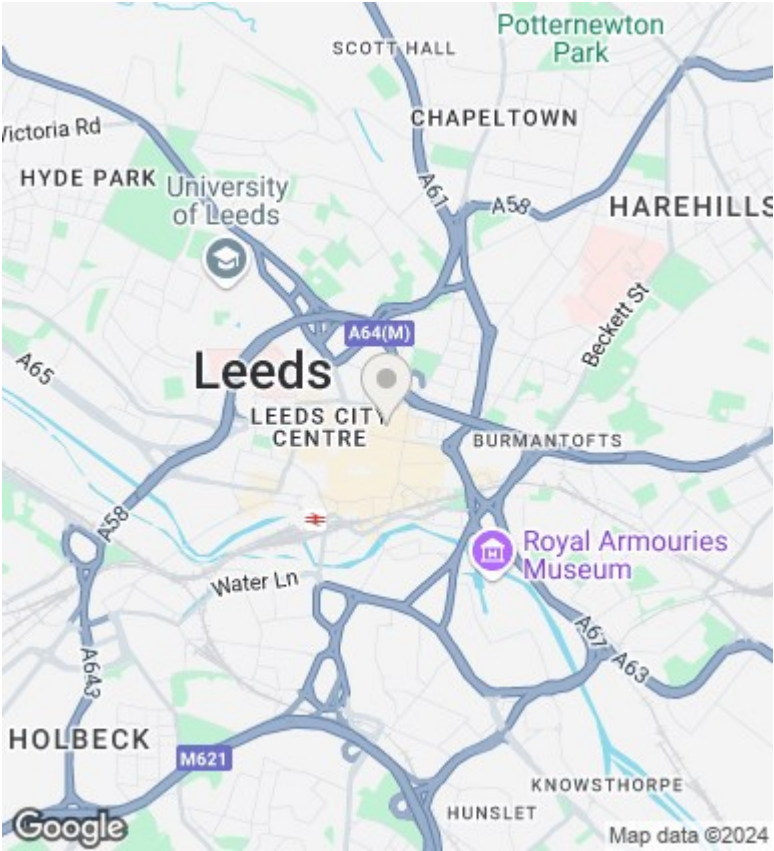 Potternewton
Park
SCOTT HALL
CHAPELTOWN
Victoria Rd
HYDE PARK
University
of Leeds
A61
A58
HAREHILLS
Beckett St
A64(M)
A65
Leeds
LEEDS CITY
CENTRE
BURMANTOFTS
A58
Royal Armouries
Museum
Water Ln
A67
A63
A643
HOLBECK
M621
KNOWSTHORPE
HUNSLET
Google
Map data ©2024